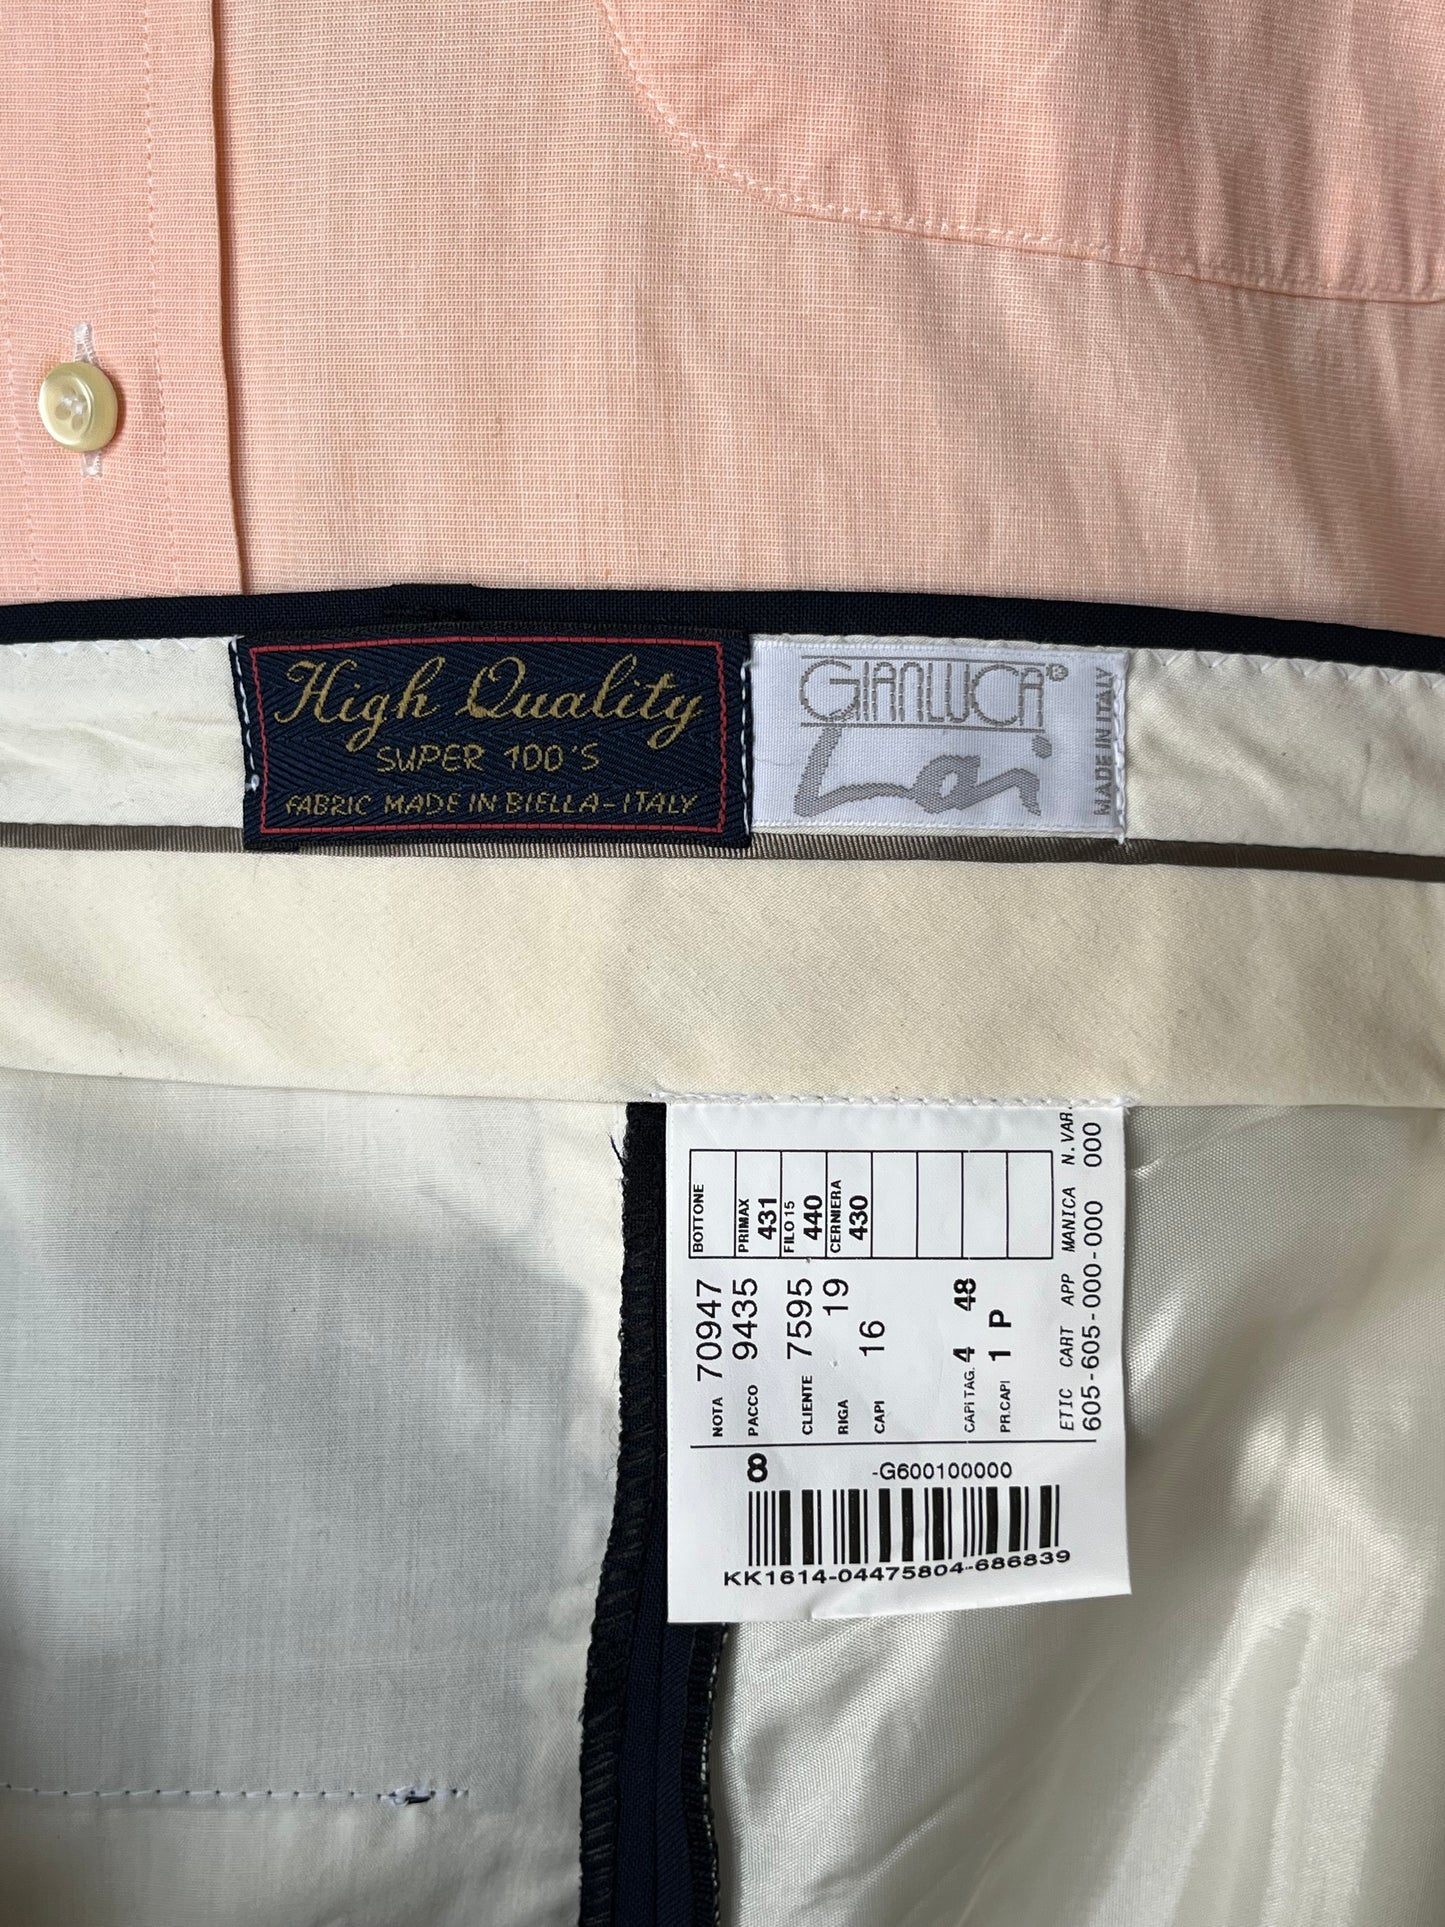 High Quality
SUPER 100'S
FABRIC MADE IN BIELLA-ITALY
GIANLUCA®
Lai
MADE IN ITALY
BOTTONE
PRIMAX 431
FILO 15 440
CERNIERA 430
NOTA 70947
PACCO 9435
CLIENTE 7595
RIGA 19
CAPI 16
CAPI TAG. 4 48
PR.CAPI 1 P
ETIC CART APP MANICA N.VAR.
605-605-000-000 000
8
-G600100000
KK1614-04475804-686839